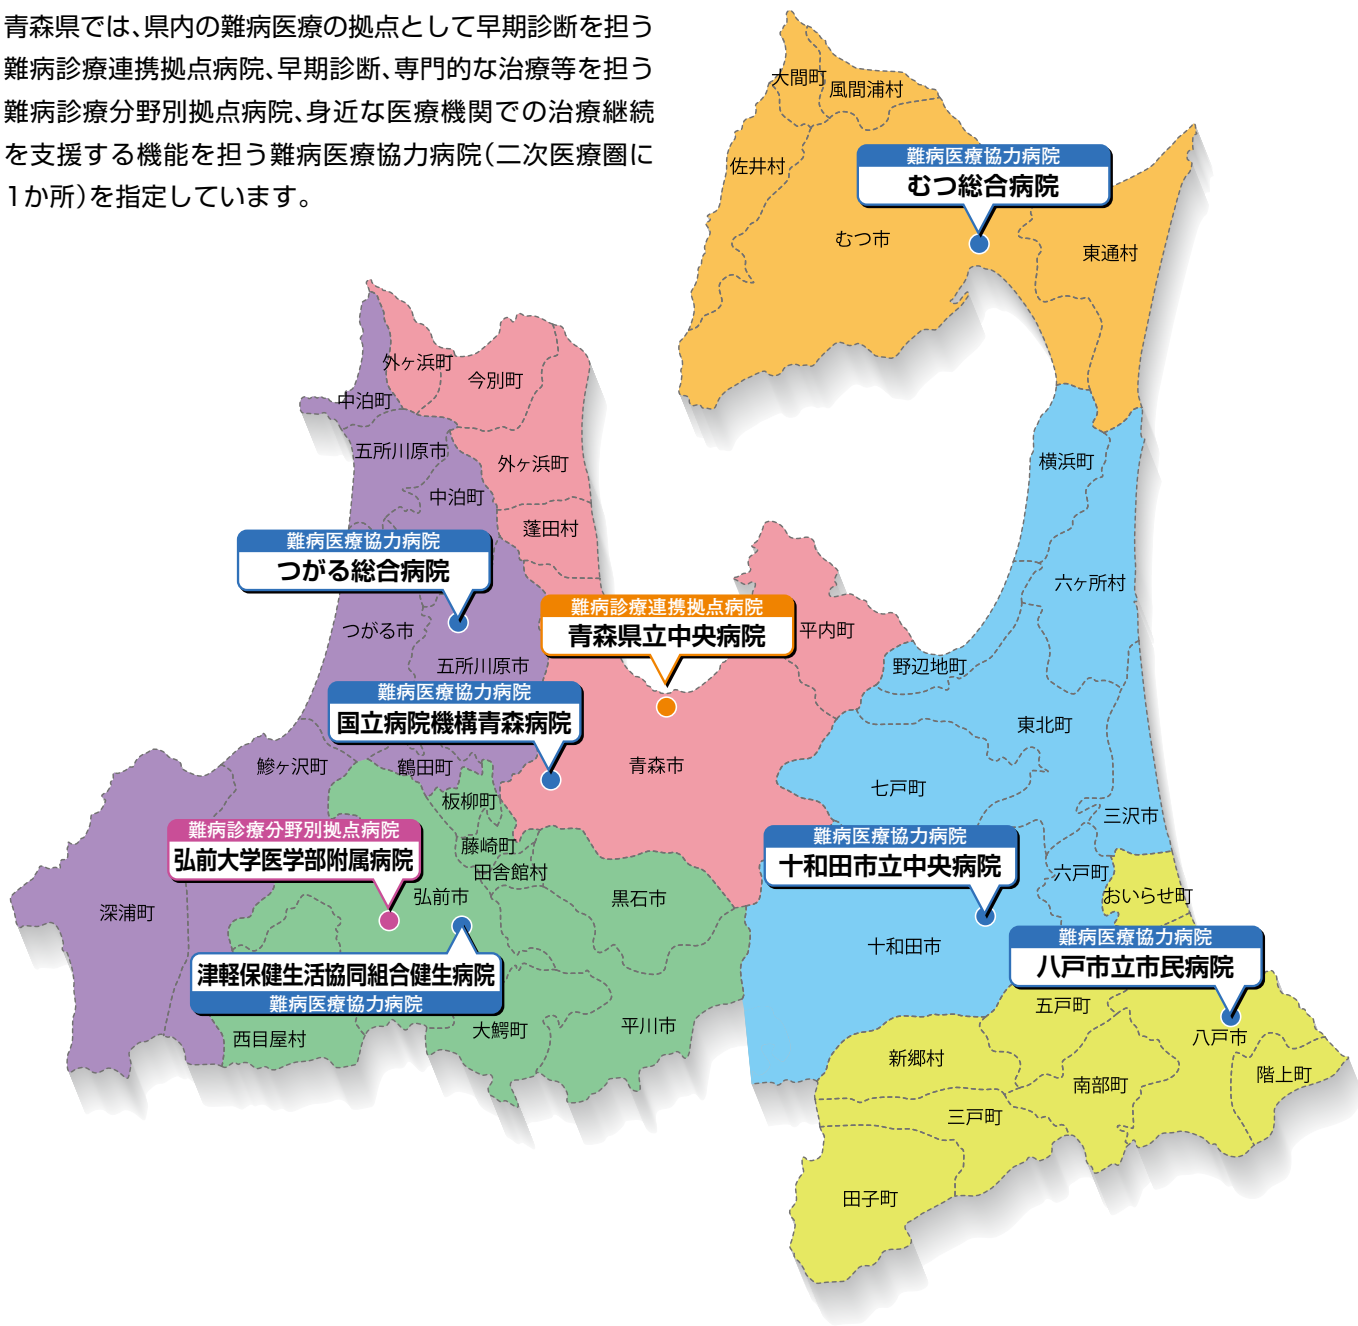 青森県では、県内の難病医療の拠点として早期診断を担う
難病診療連携拠点病院、早期診断、専門的な治療等を担う
難病診療分野別拠点病院、身近な医療機関での治療継続
を支援する機能を担う難病医療協力病院(二次医療圏に
1か所)を指定しています。
大間町
風間浦村
佐井村
難病医療協力病院
むつ総合病院
むつ市
東通村
外ヶ浜町
今別町
中泊町
五所川原市
外ヶ浜町
中泊町
蓬田村
横浜町
六ヶ所村
難病医療協力病院
つがる総合病院
つがる市
五所川原市
難病診療連携拠点病院
青森県立中央病院
平内町
野辺地町
難病医療協力病院
国立病院機構青森病院
東北町
青森市
鰺ヶ沢町
鶴田町
七戸町
板柳町
三沢市
難病診療分野別拠点病院
弘前大学医学部附属病院
藤崎町
田舎館村
難病医療協力病院
十和田市立中央病院
六戸町
おいらせ町
弘前市
黒石市
深浦町
十和田市
難病医療協力病院
八戸市立市民病院
津軽保健生活協同組合健生病院
難病医療協力病院
西目屋村
大鰐町
平川市
五戸町
八戸市
新郷村
南部町
階上町
三戸町
田子町